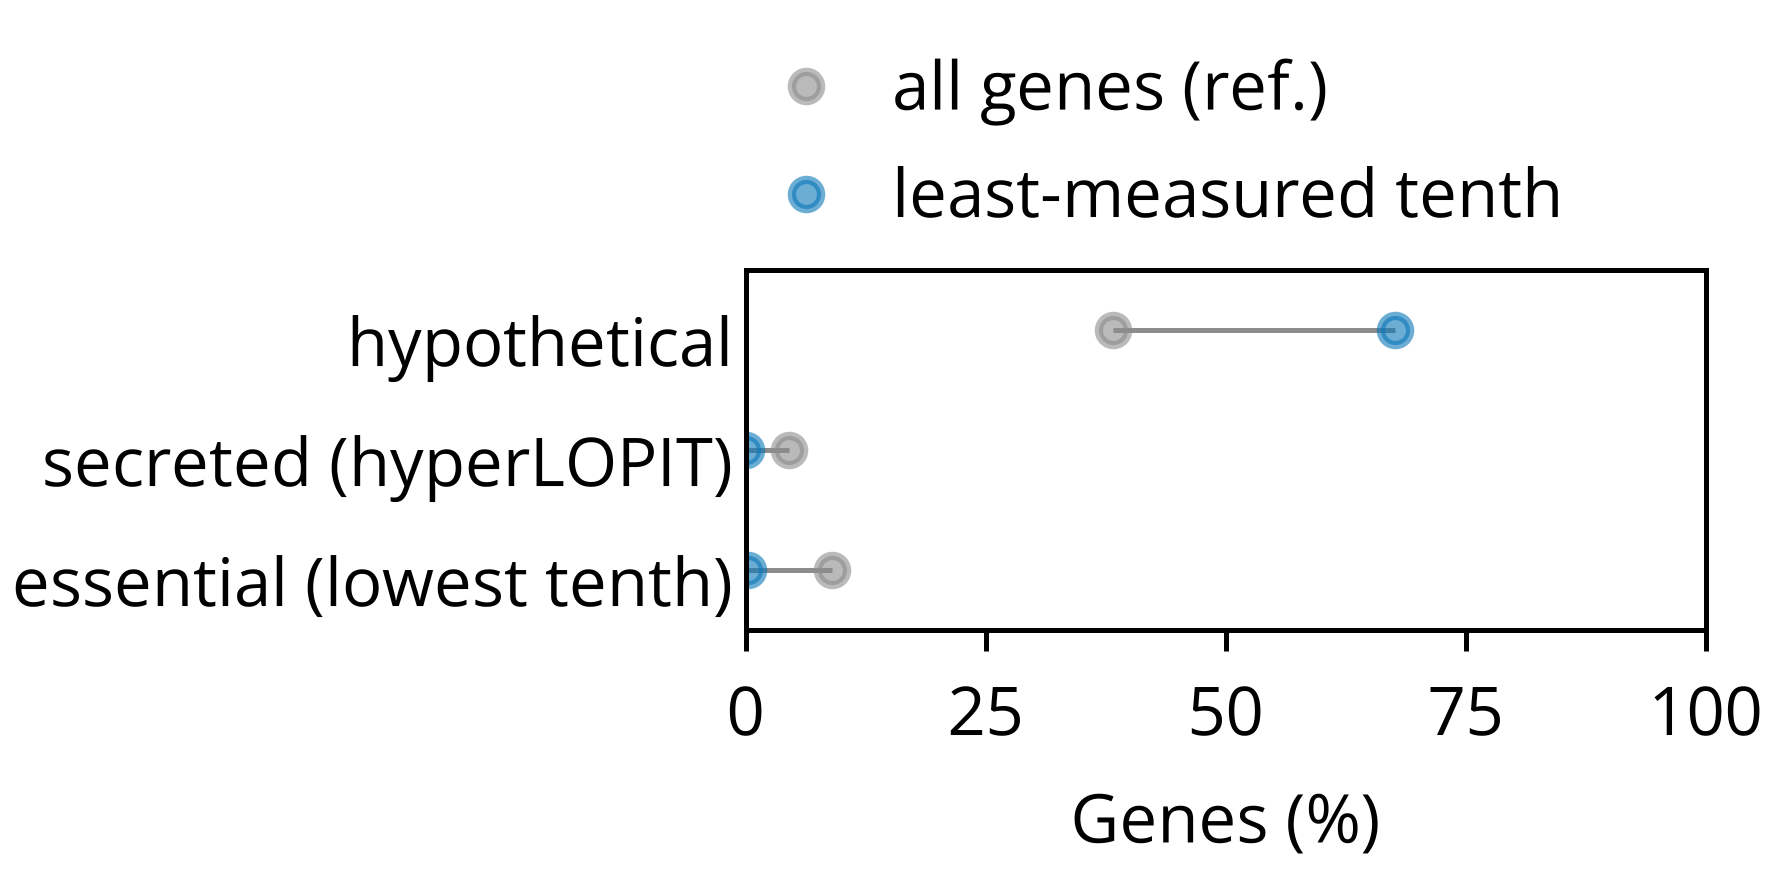 all genes (ref.)
least-measured tenth
hypothetical
secreted (hyperLOPIT)
essential (lowest tenth)
0 25 50 75 100
Genes (%)